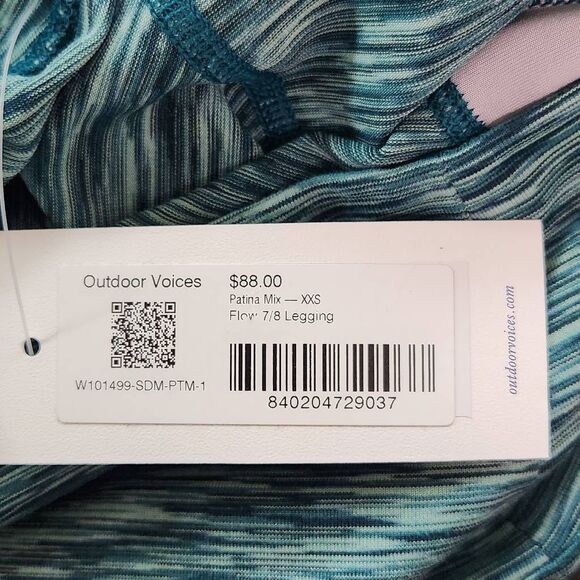 Outdoor Voices
$88.00
Patina Mix — XXS
Flow 7/8 Legging
W101499-SDM-PTM-1
840204729037
outdoorvoices.com